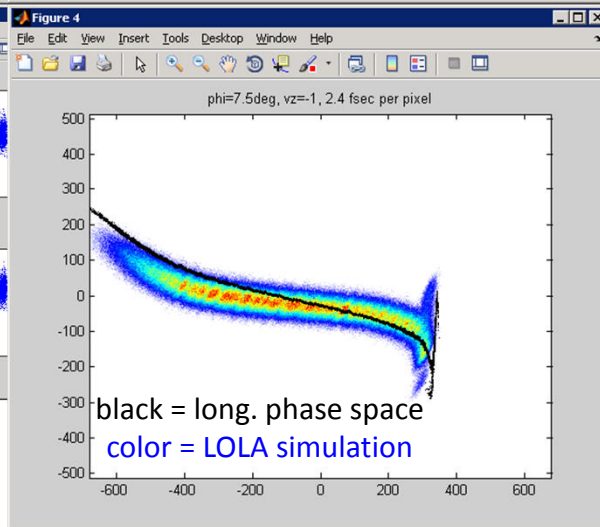 Figure 4
File Edit View Insert Tools Desktop Window Help
phi=7.5deg, vz=-1, 2.4 fsec per pixel
500
400
300
200
100
0
-100
-200
-300
-400
-500
black = long. phase space
color = LOLA simulation
-600 -400 -200 0 200 400 600